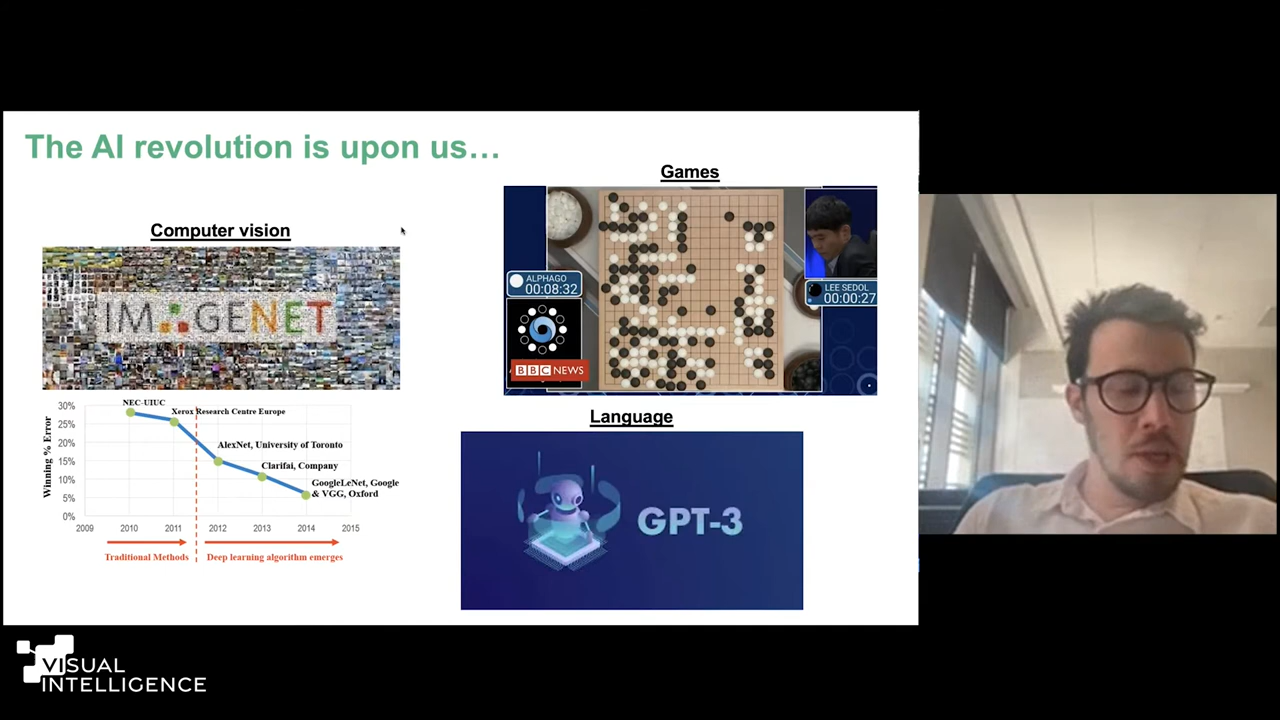 The AI revolution is upon us...
Computer vision
IMAGENET
30%
25%
20%
15%
10%
5%
0%
Winning % Error
NEC-UIUC
Xerox Research Centre Europe
AlexNet, University of Toronto
Clarifai, Company
GoogleLeNet, Google
& VGG, Oxford
2009 2010 2011 2012 2013 2014 2015
Traditional Methods
Deep learning algorithm emerges
Games
ALPHAGO
00:08:32
LEE SEDOL
00:00:27
BBC NEWS
Language
GPT-3
VISUAL
INTELLIGENCE